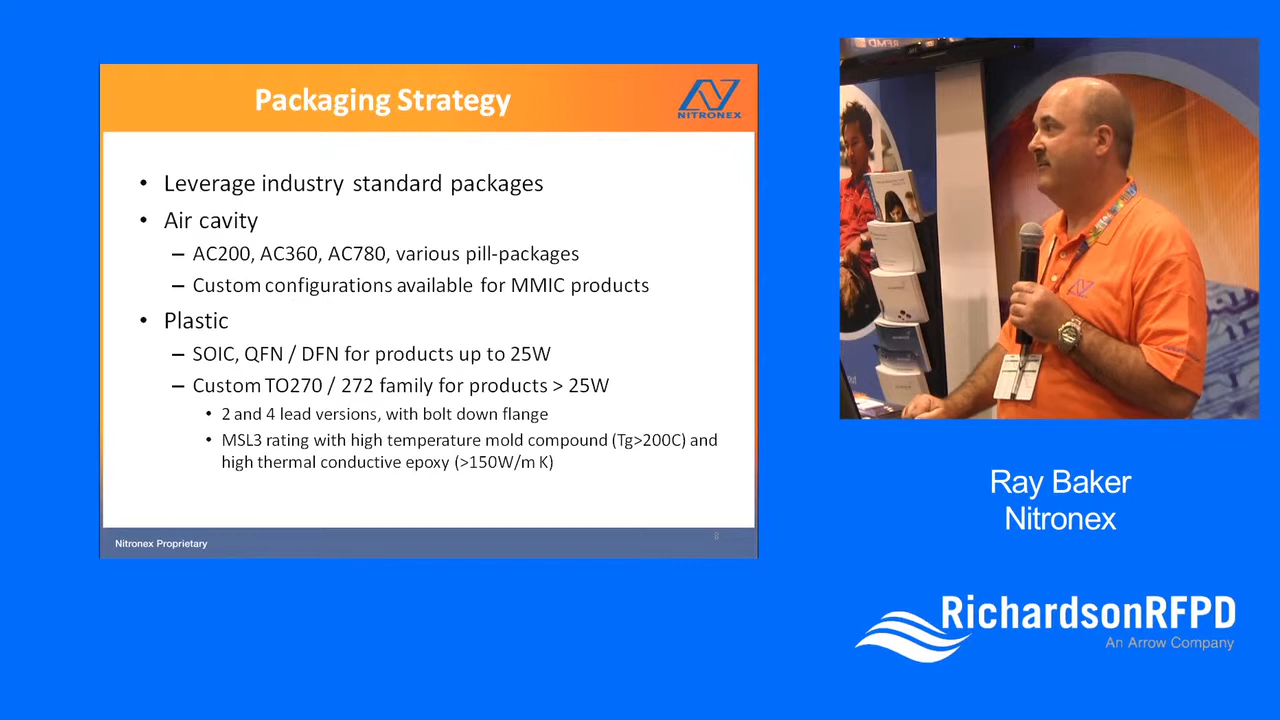 Packaging Strategy
NITRONEX
• Leverage industry standard packages
• Air cavity
– AC200, AC360, AC780, various pill-packages
– Custom configurations available for MMIC products
• Plastic
– SOIC, QFN / DFN for products up to 25W
– Custom TO270 / 272 family for products > 25W
• 2 and 4 lead versions, with bolt down flange
• MSL3 rating with high temperature mold compound (Tg>200C) and
high thermal conductive epoxy (>150W/m K)
Nitronex Proprietary
8
RFMD
Ray Baker
Nitronex
RichardsonRFPD
An Arrow Company